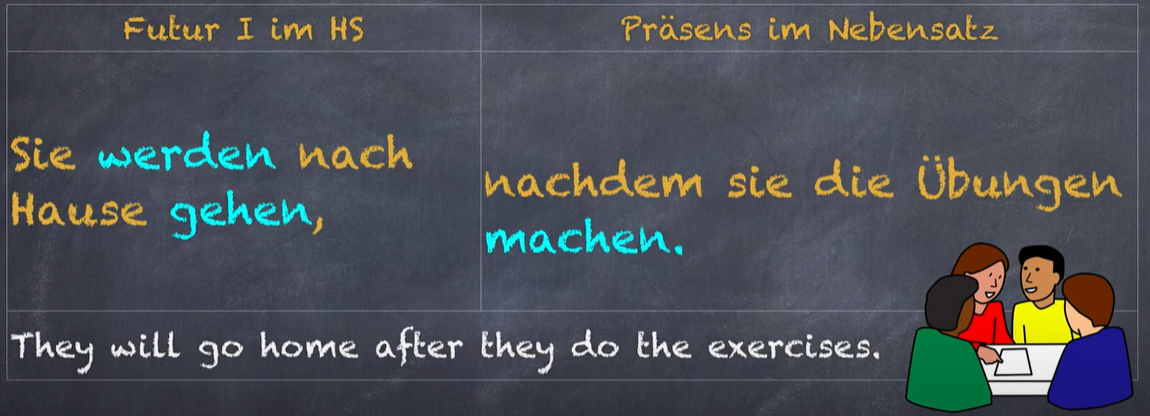 Futur I im HS
Präsens im Nebensatz
Sie werden nach
Hause gehen,
nachdem sie die Übungen
machen.
They will go home after they do the exercises.